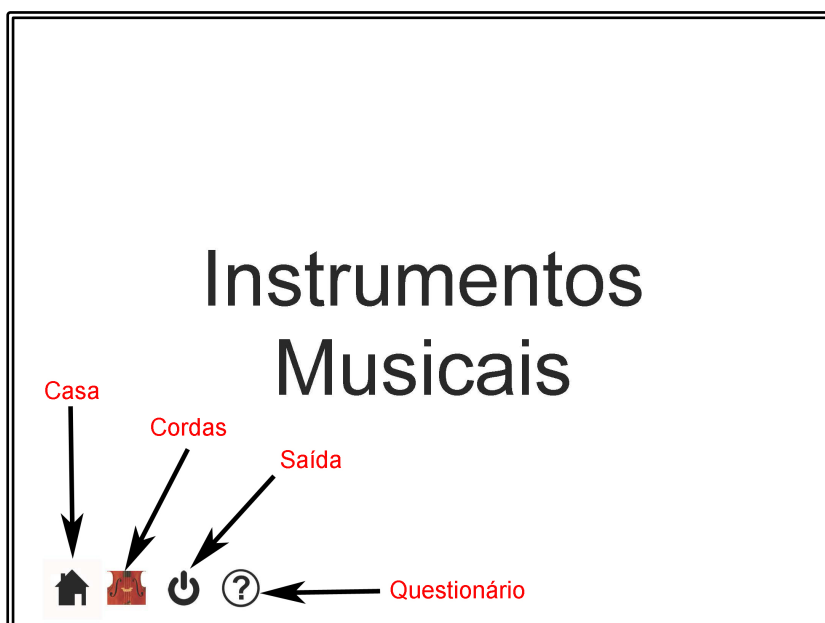 Instrumentos
Musicais
Casa
Cordas
Saída
?
Questionário